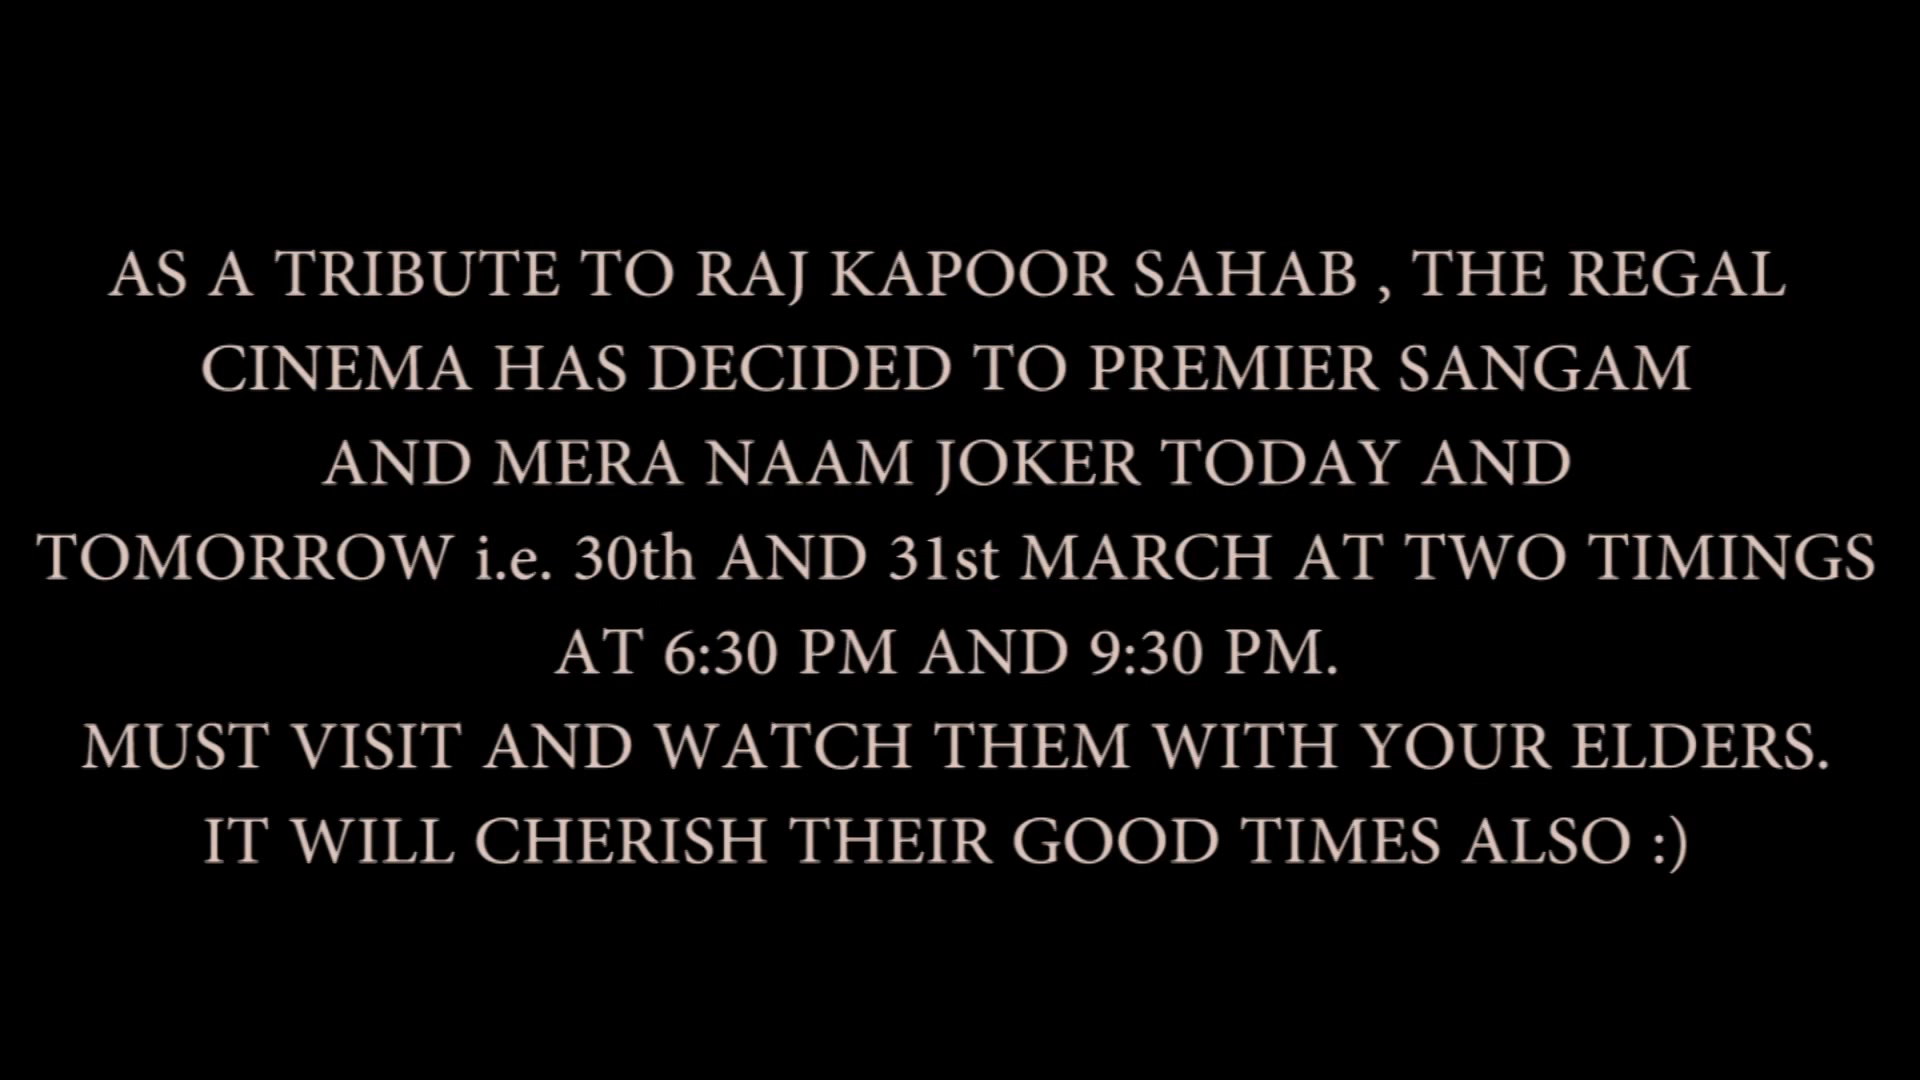 AS A TRIBUTE TO RAJ KAPOOR SAHAB , THE REGAL
CINEMA HAS DECIDED TO PREMIER SANGAM
AND MERA NAAM JOKER TODAY AND
TOMORROW i.e. 30th AND 31st MARCH AT TWO TIMINGS
AT 6:30 PM AND 9:30 PM.
MUST VISIT AND WATCH THEM WITH YOUR ELDERS.
IT WILL CHERISH THEIR GOOD TIMES ALSO :)